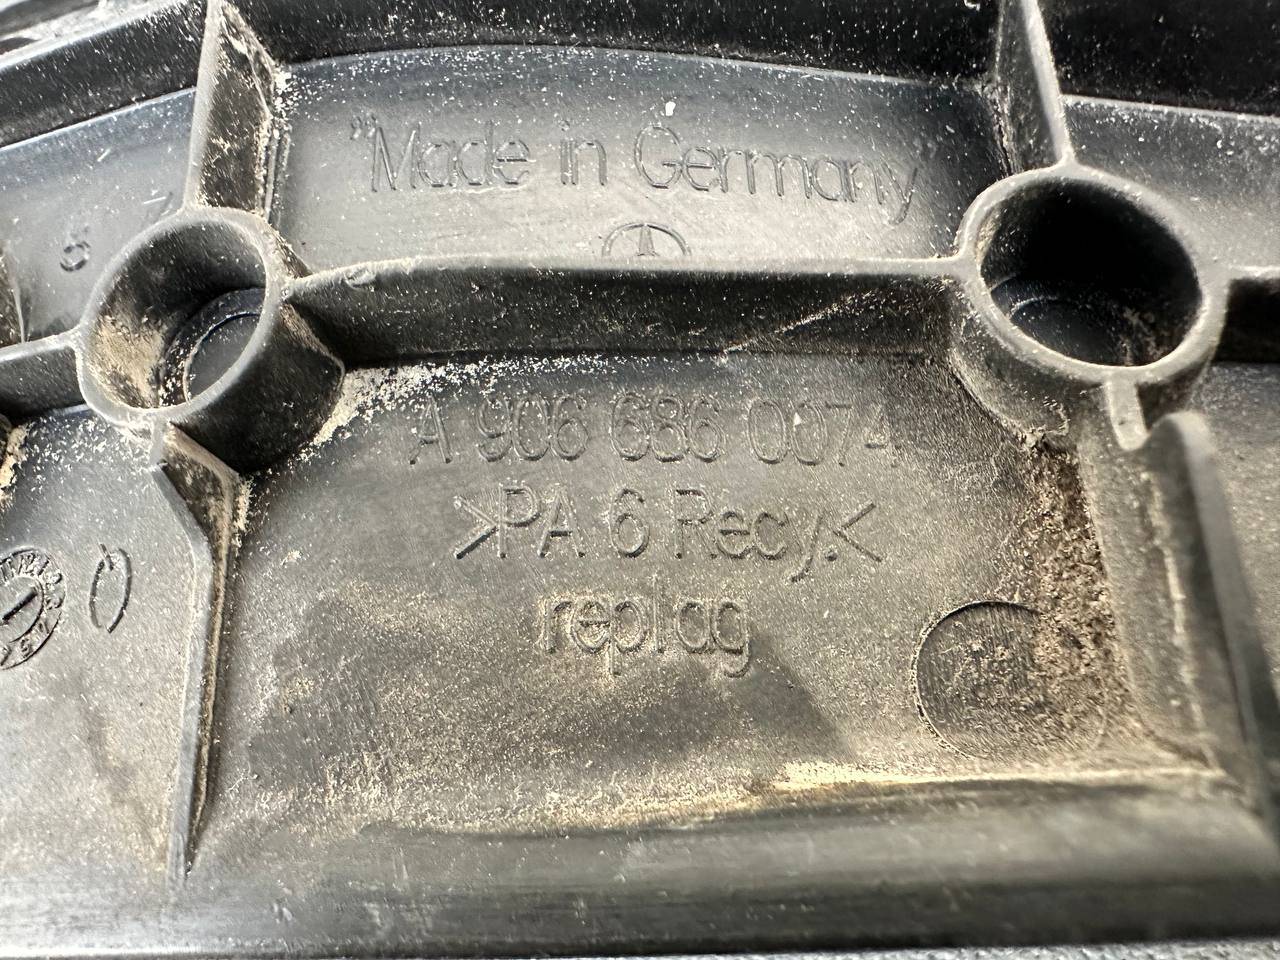 "Made in Germany"
A 906 686 0074
>PA 6 Recy.<
replag